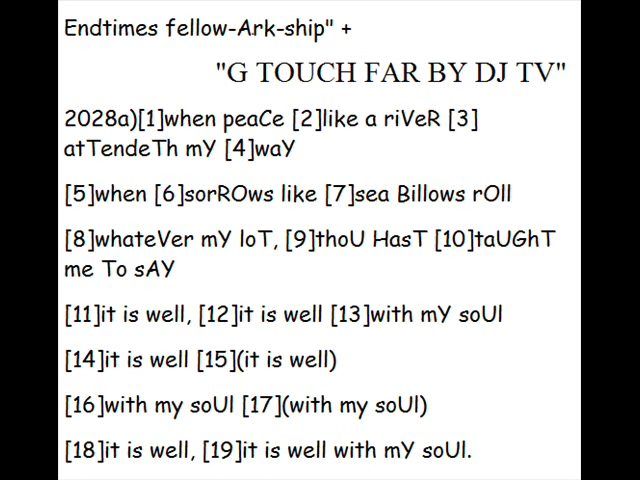 Endtimes fellow-Ark-ship" +
"G TOUCH FAR BY DJ TV"
2028a)[1]when peaCe [2]like a riVeR [3]
atTendeTh mY [4]waY
[5]when [6]sorROws like [7]sea Billows rOll
[8]whateVer mY loT, [9]thoU HasT [10]taUGhT
me To sAY
[11]it is well, [12]it is well [13]with mY soUl
[14]it is well [15](it is well)
[16]with my soUl [17](with my soUl)
[18]it is well, [19]it is well with mY soUl.